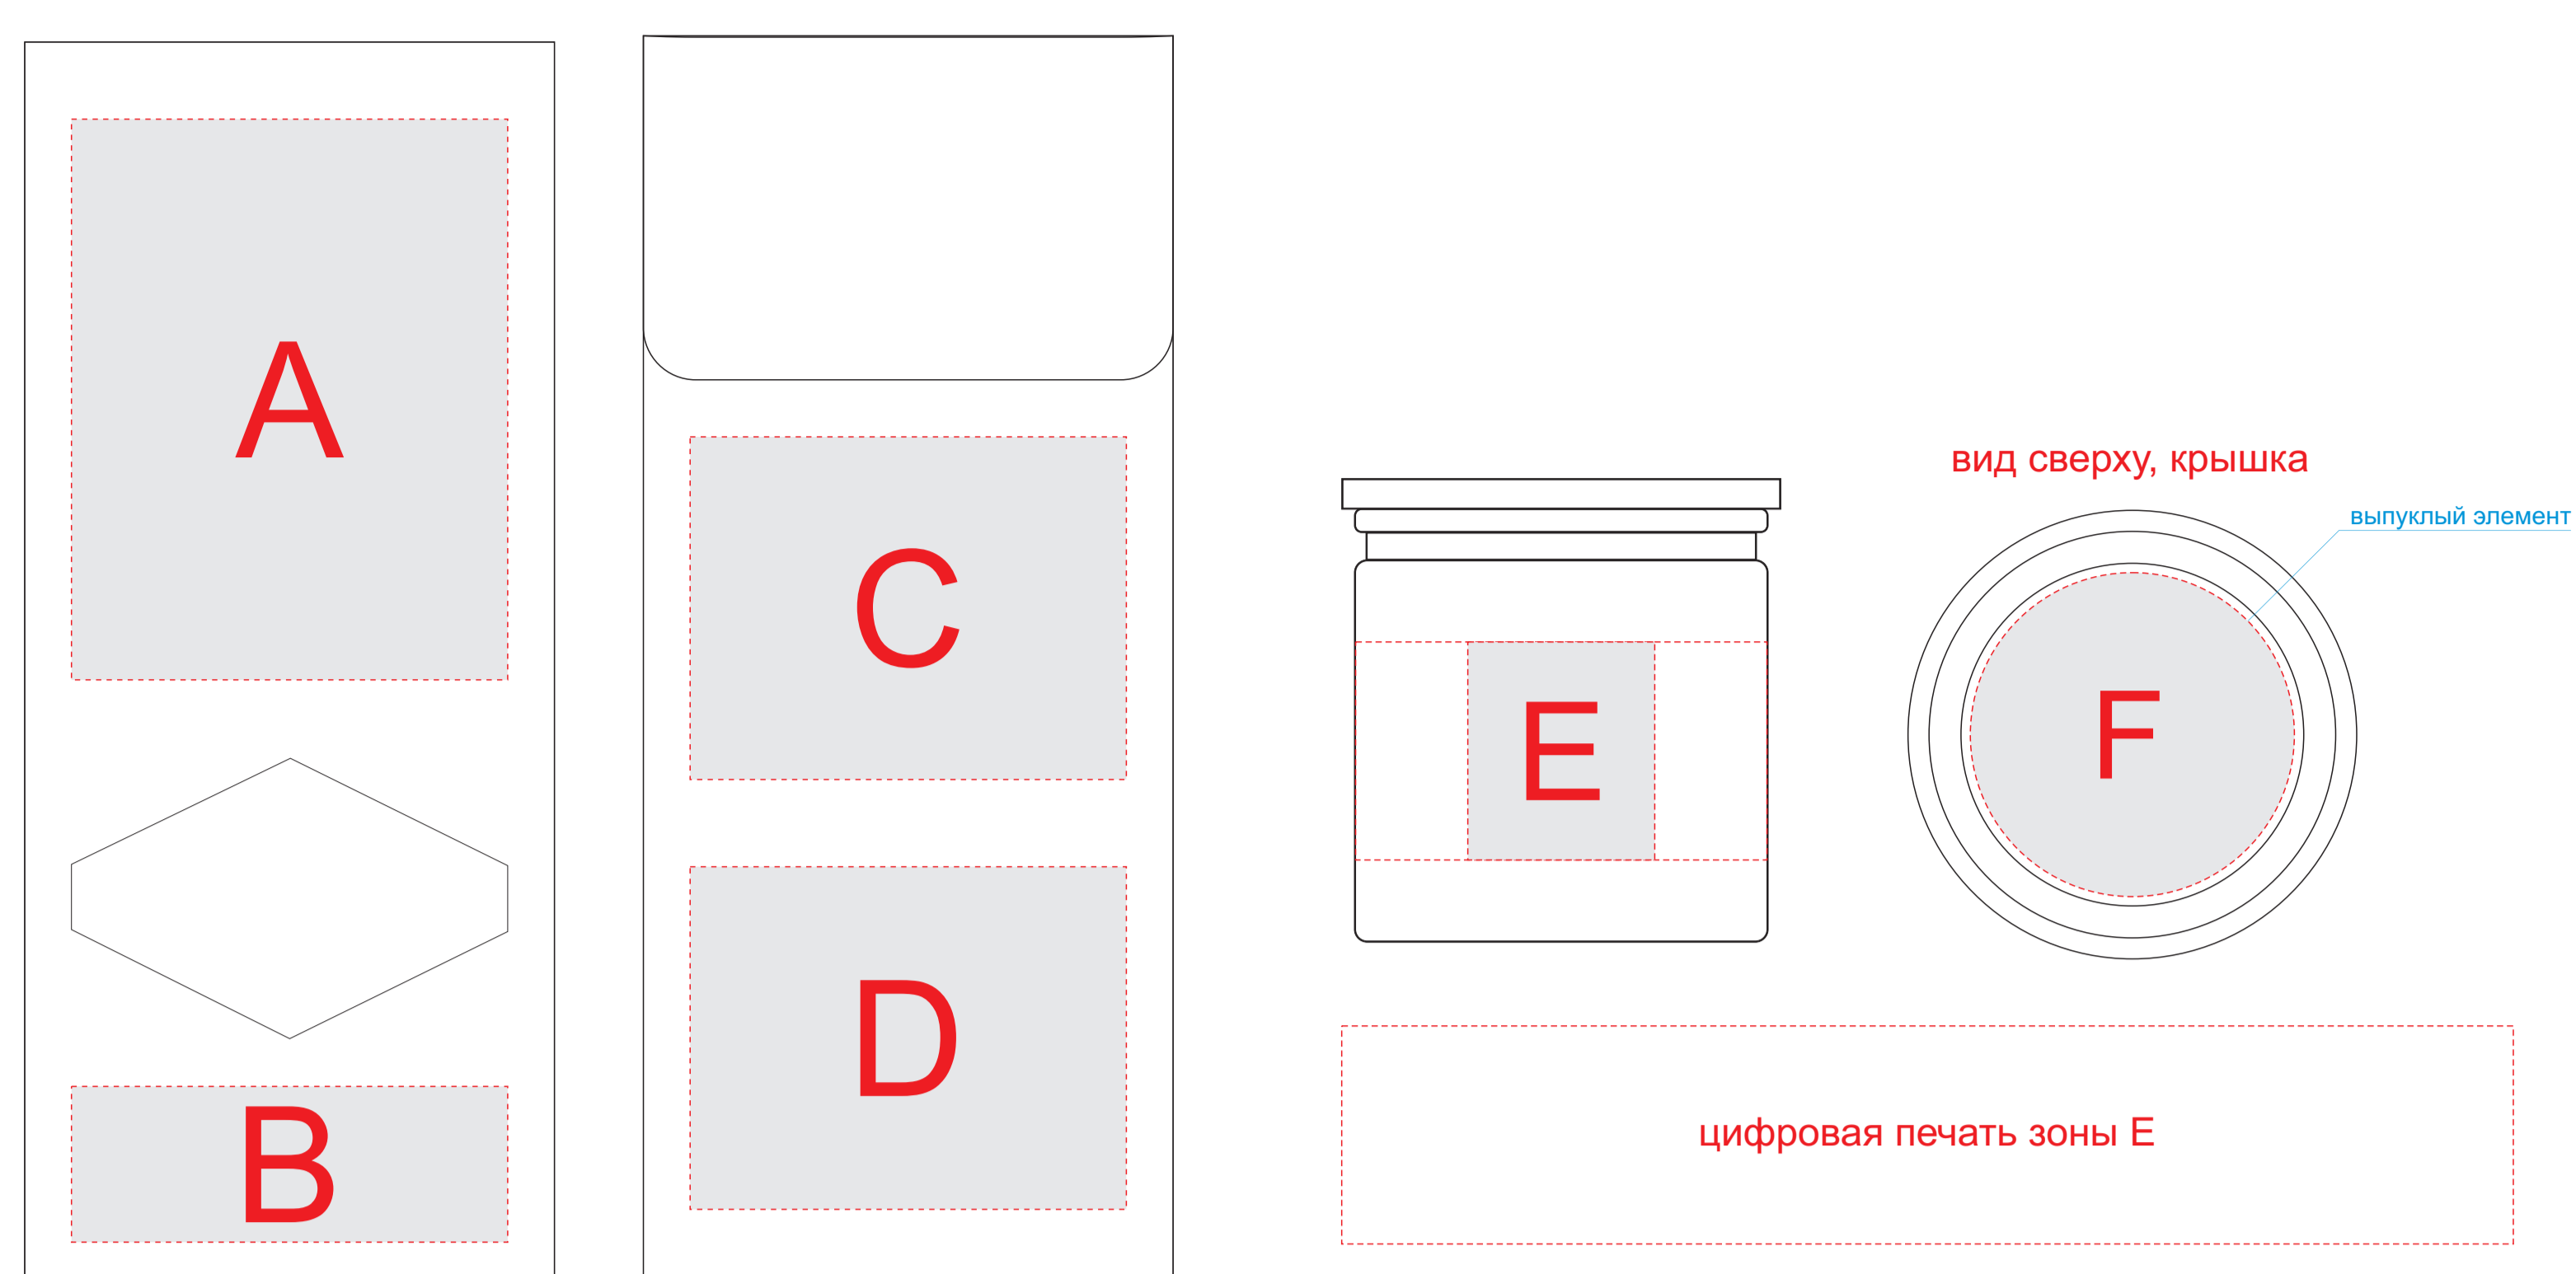 A
B
C
D
E
вид сверху, крышка
выпуклый элемент
F
цифровая печать зоны E